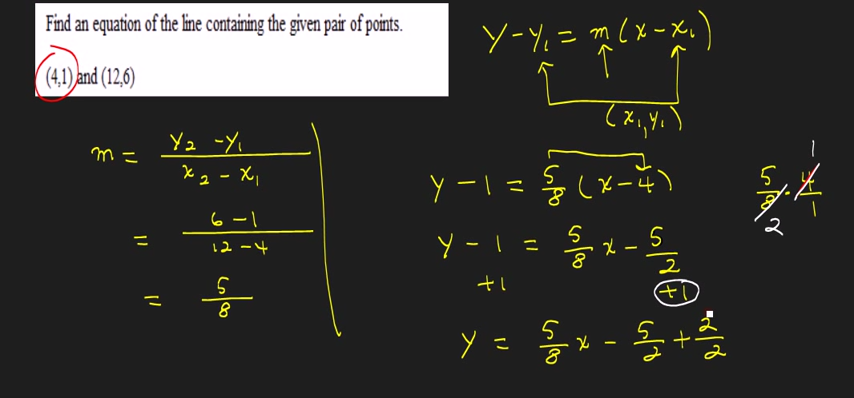 Find an equation of the line containing the given pair of points.
(4,1) and (12,6)
y - y₁ = m(x - x₁)
(x₁, y₁)
m = (y₂ - y₁)/(x₂ - x₁)
= (6 - 1)/(12 - 4)
= 5/8
y - 1 = 5/8 (x - 4)
y - 1 = 5/8 x - 5/2
+1 +1
y = 5/8 x - 5/2 + 2/2
1
5/8 · 4/1
2